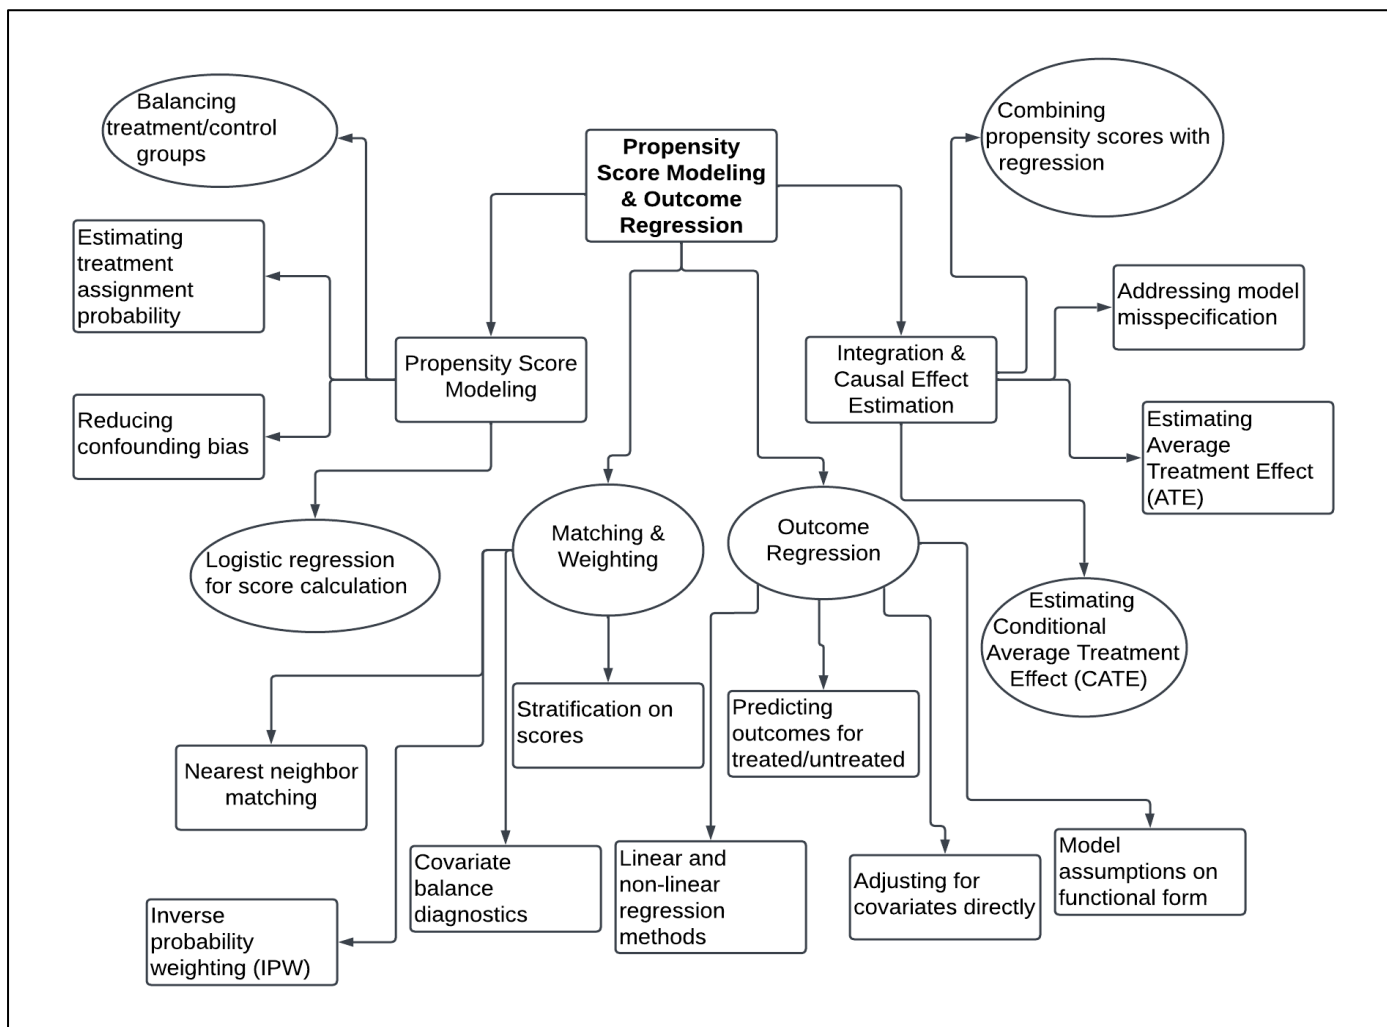 Balancing
treatment/control
groups
Propensity
Score Modeling
& Outcome
Regression
Combining
propensity scores with
regression
Estimating
treatment
assignment
probability
Addressing model
misspecification
Propensity Score
Modeling
Integration &
Causal Effect
Estimation
Reducing
confounding bias
Estimating
Average
Treatment Effect
(ATE)
Logistic regression
for score calculation
Matching &
Weighting
Outcome
Regression
Estimating
Conditional
Average Treatment
Effect (CATE)
Stratification on
scores
Predicting
outcomes for
treated/untreated
Nearest neighbor
matching
Covariate
balance
diagnostics
Linear and
non-linear
regression
methods
Adjusting for
covariates directly
Model
assumptions on
functional form
Inverse
probability
weighting (IPW)